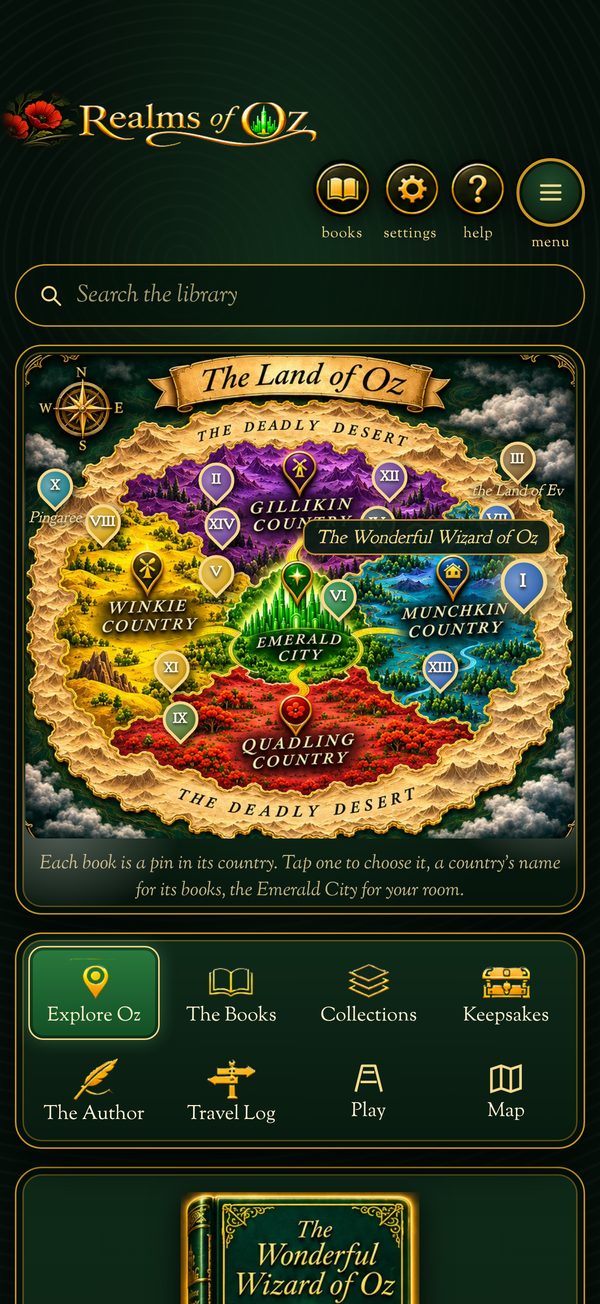 Realms of Oz
books
settings
help
menu
Search the library
The Land of Oz
N
W
E
S
THE DEADLY DESERT
III
the Land of Ev
XII
II
X
Pingaree
GILLIKIN
COUNTRY
VIII
XIV
VII
The Wonderful Wizard of Oz
V
I
VI
WINKIE
COUNTRY
MUNCHKIN
COUNTRY
EMERALD
CITY
XI
XIII
IX
QUADLING
COUNTRY
THE DEADLY DESERT
Each book is a pin in its country. Tap one to choose it, a country's name
for its books, the Emerald City for your room.
Explore Oz
The Books
Collections
Keepsakes
The Author
Travel Log
Play
Map
The
Wonderful
Wizard of Oz